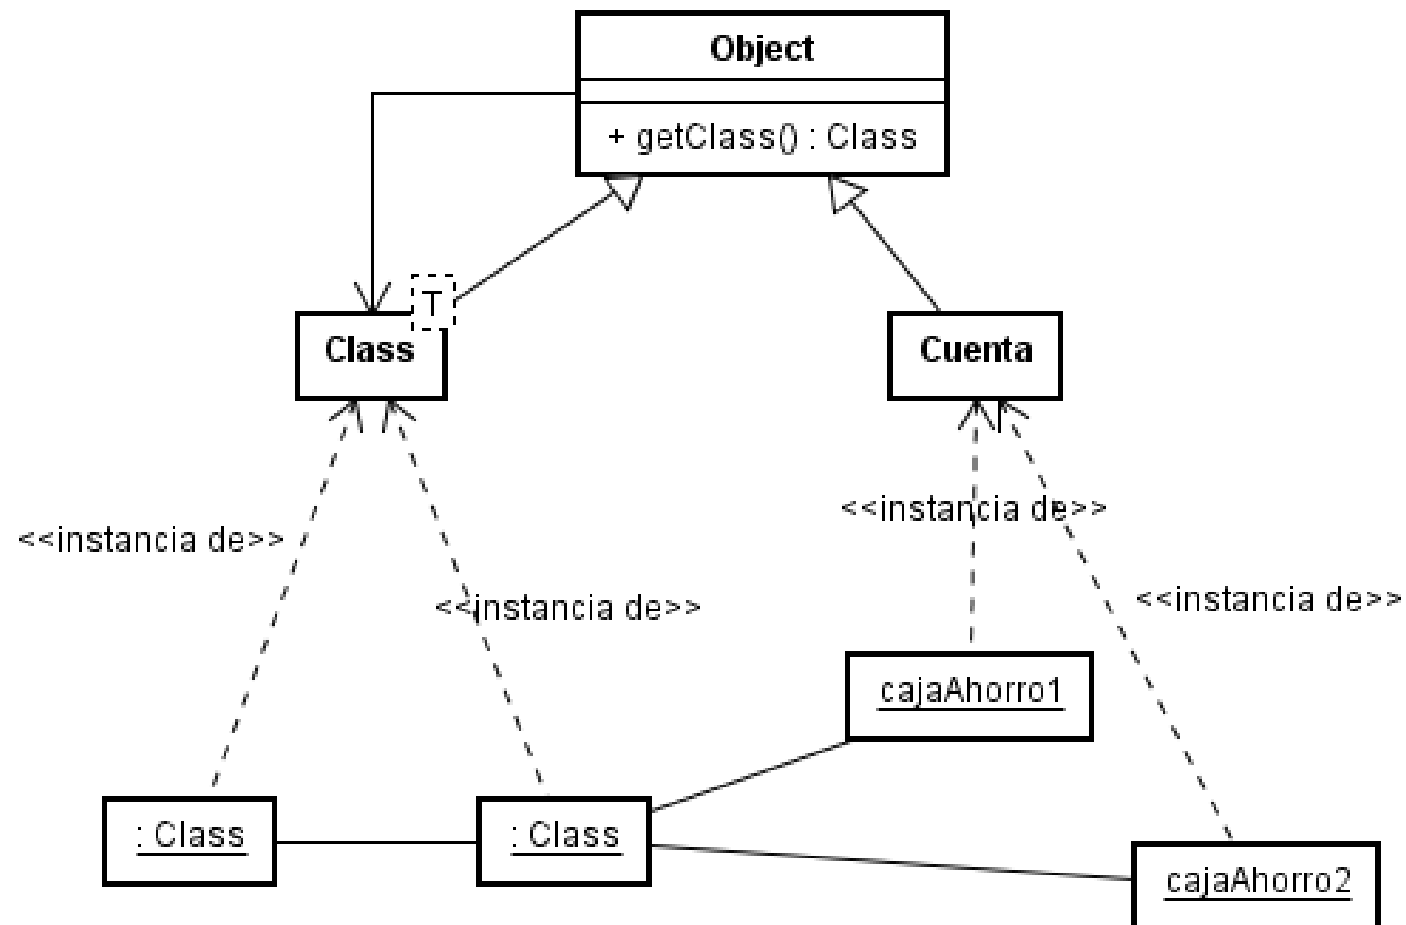 Object
+ getClass() : Class
T
Class
Cuenta
<<instancia de>>
<<instancia de>>
<<instancia de>>
<<instancia de>>
cajaAhorro1
: Class
: Class
cajaAhorro2